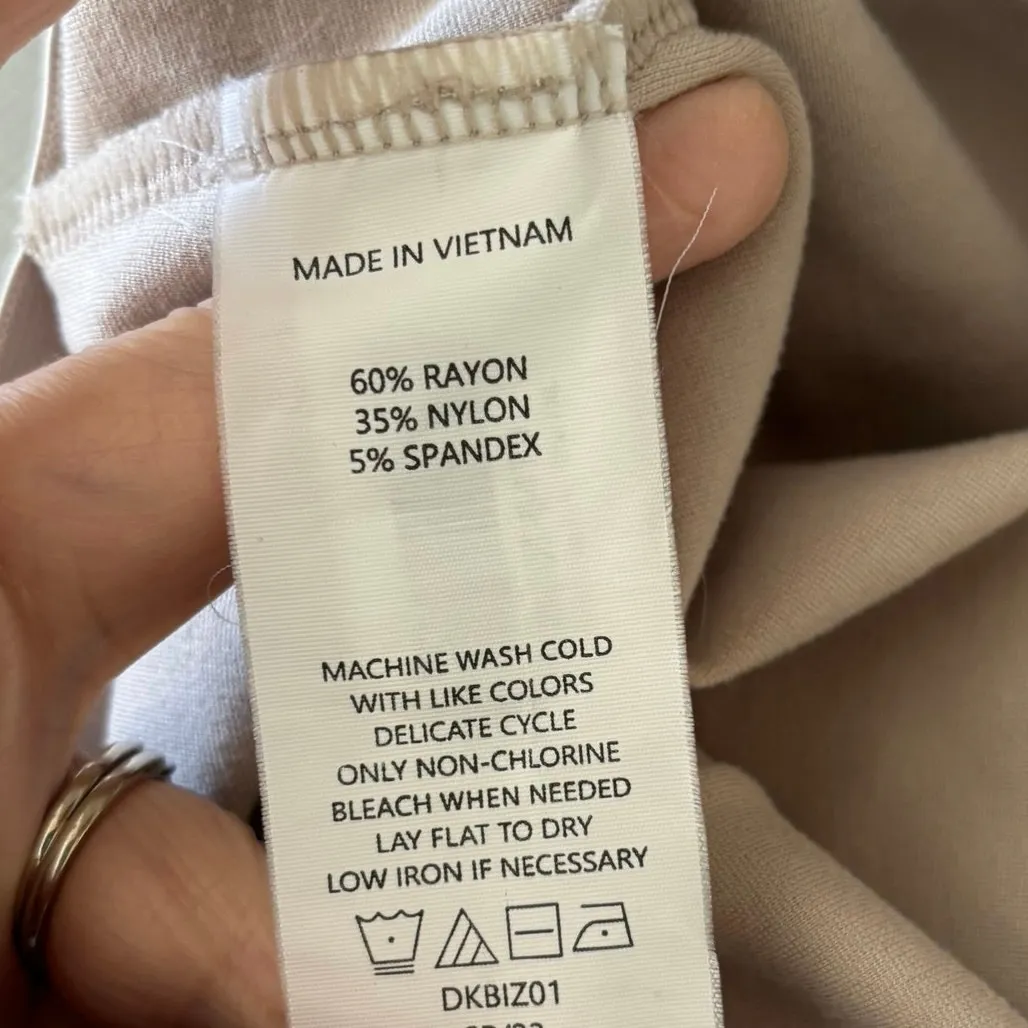 MADE IN VIETNAM
60% RAYON
35% NYLON
5% SPANDEX
MACHINE WASH COLD
WITH LIKE COLORS
DELICATE CYCLE
ONLY NON-CHLORINE
BLEACH WHEN NEEDED
LAY FLAT TO DRY
LOW IRON IF NECESSARY
DKBIZ01